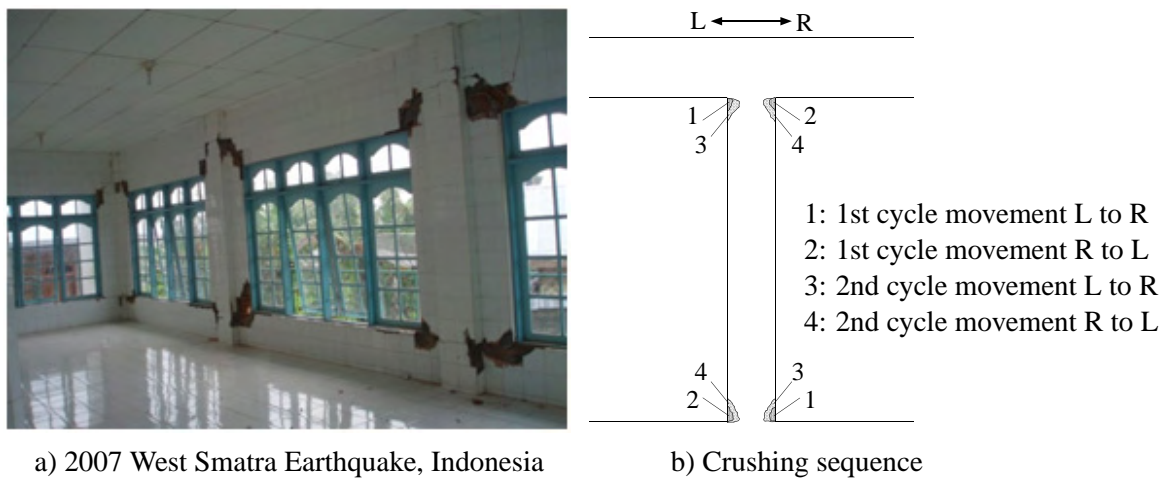 L R
1 2
3 4
1: 1st cycle movement L to R
2: 1st cycle movement R to L
3: 2nd cycle movement L to R
4: 2nd cycle movement R to L
4 3
2 1
a) 2007 West Smatra Earthquake, Indonesia
b) Crushing sequence